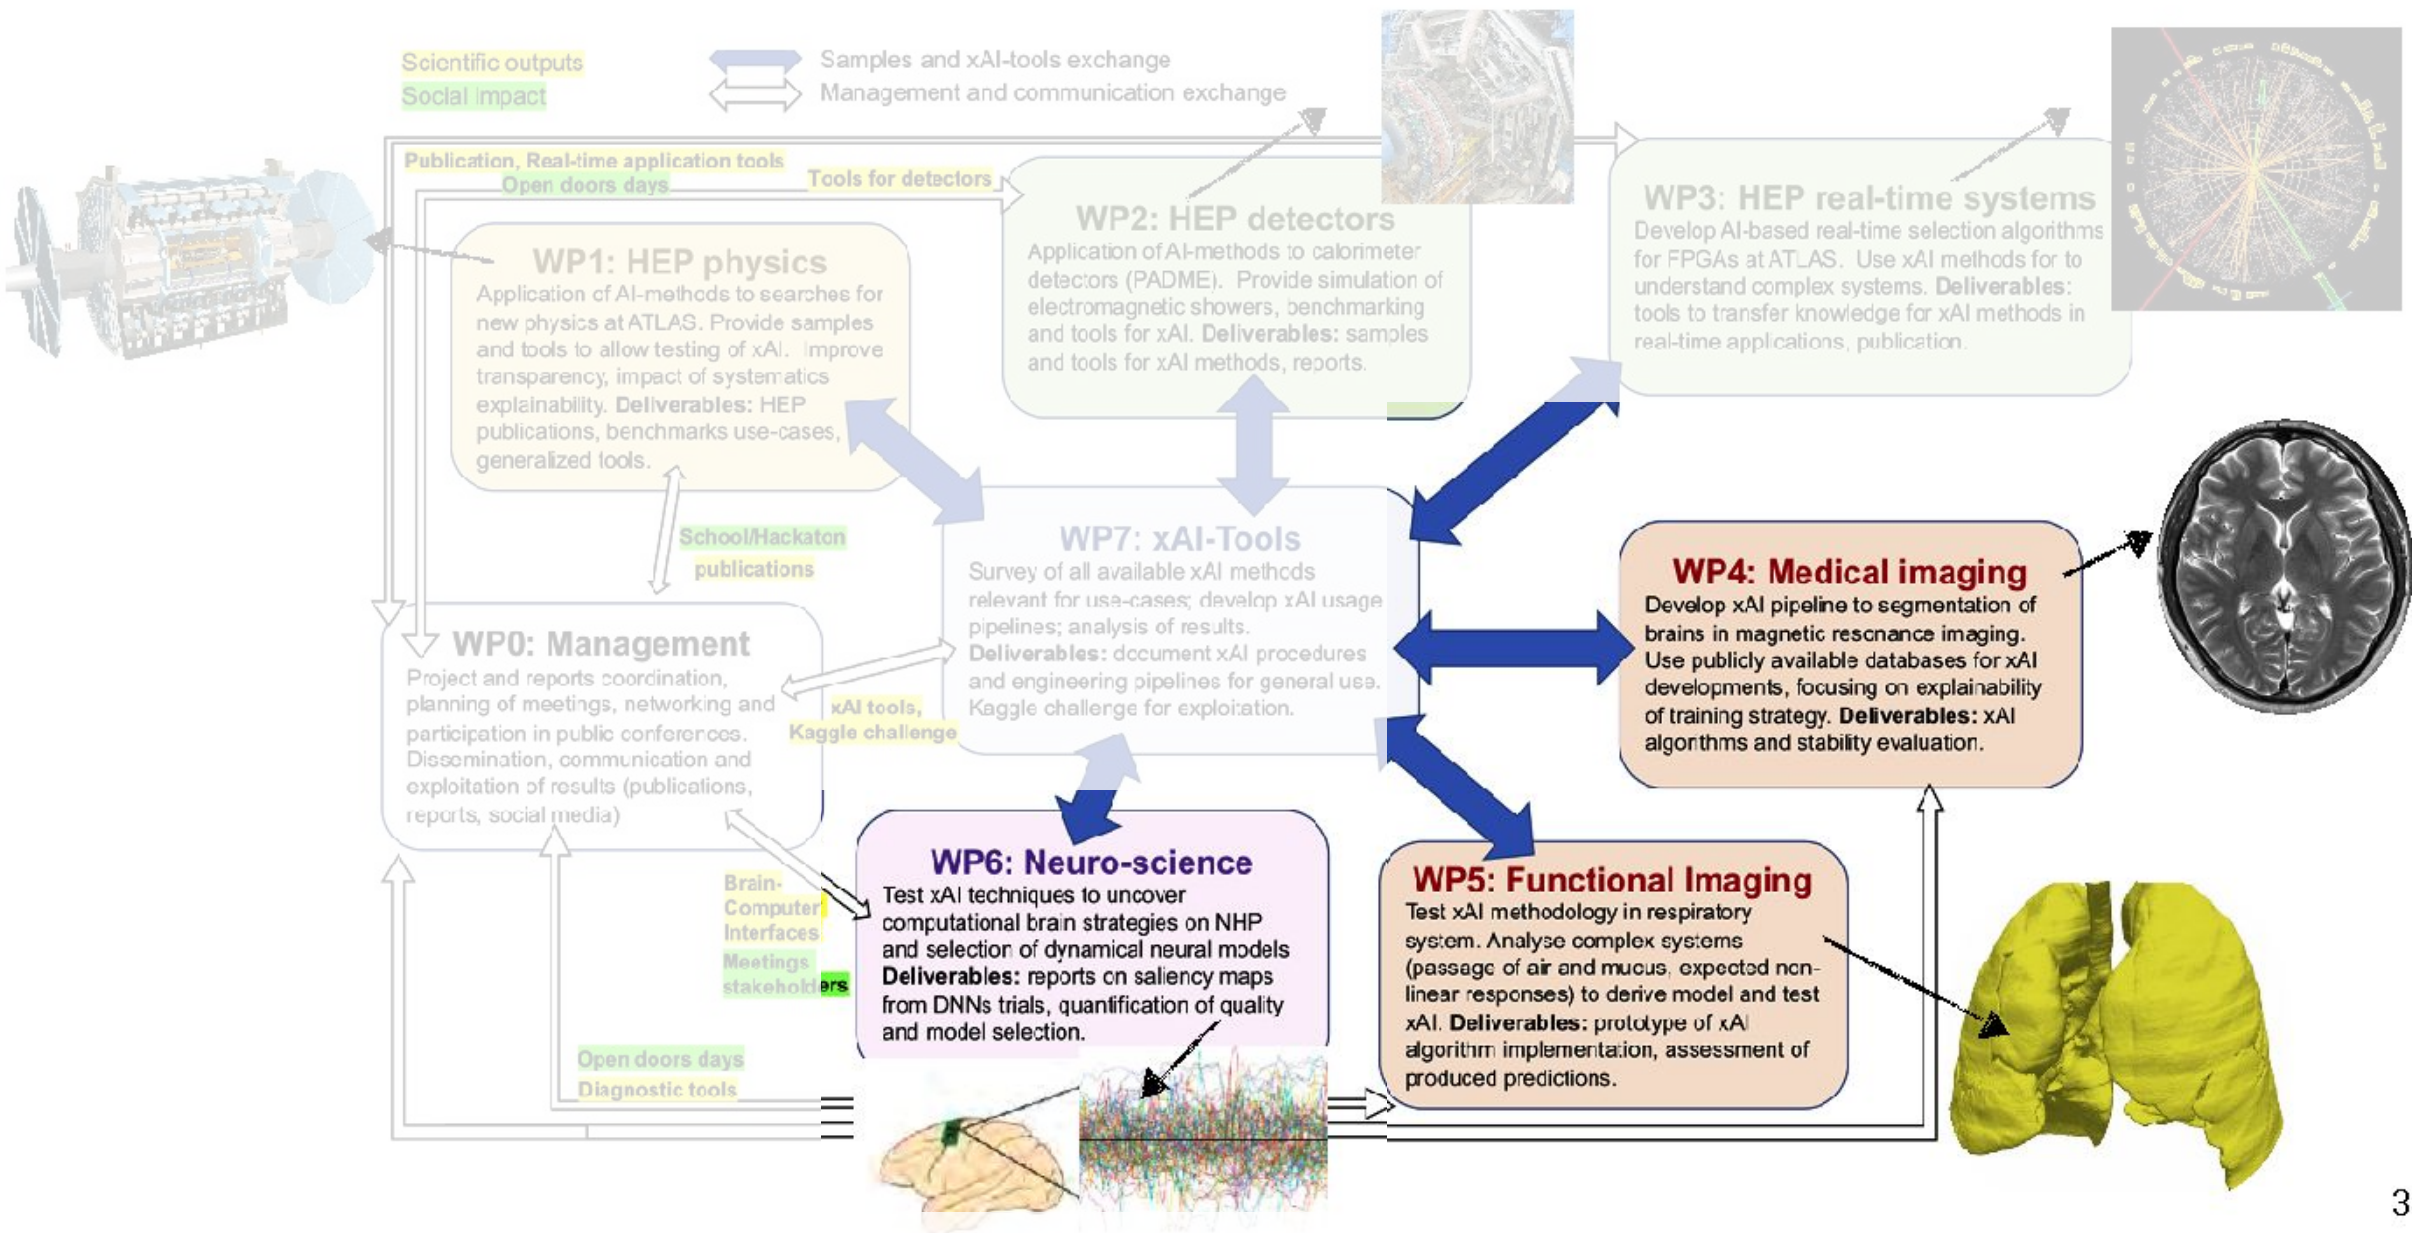 Scientific outputs
Social impact
Samples and xAI-tools exchange
Management and communication exchange
Publication, Real-time application tools
Open doors days
Tools for detectors
WP1: HEP physics
Application of AI-methods to searches for
new physics at ATLAS. Provide samples
and tools to allow testing of xAI. Improve
transparency, impact of systematics
explainability. Deliverables: HEP
publications, benchmarks use-cases,
generalized tools.
WP2: HEP detectors
Application of AI-methods to calorimeter
detectors (PADME). Provide simulation of
electromagnetic showers, benchmarking
and tools for xAI. Deliverables: samples
and tools for xAI methods, reports.
WP3: HEP real-time systems
Develop AI-based real-time selection algorithms
for FPGAs at ATLAS. Use xAI methods for to
understand complex systems. Deliverables:
tools to transfer knowledge for xAI methods in
real-time applications, publication.
School/Hackaton
publications
WP7: xAI-Tools
Survey of all available xAI methods
relevant for use-cases; develop xAI usage
pipelines; analysis of results.
Deliverables: document xAI procedures
and engineering pipelines for general use.
Kaggle challenge for exploitation.
WP4: Medical imaging
Develop xAI pipeline to segmentation of
brains in magnetic resonance imaging.
Use publicly available databases for xAI
developments, focusing on explainability
of training strategy. Deliverables: xAI
algorithms and stability evaluation.
WP0: Management
Project and reports coordination,
planning of meetings, networking and
participation in public conferences.
Dissemination, communication and
exploitation of results (publications,
reports, social media)
xAI tools,
Kaggle challenge
WP6: Neuro-science
Test xAI techniques to uncover
computational brain strategies on NHP
and selection of dynamical neural models
Deliverables: reports on saliency maps
from DNNs trials, quantification of quality
and model selection.
WP5: Functional Imaging
Test xAI methodology in respiratory
system. Analyse complex systems
(passage of air and mucus, expected non-
linear responses) to derive model and test
xAI. Deliverables: prototype of xAI
algorithm implementation, assessment of
produced predictions.
Brain-
Computer
Interfaces
Meetings
stakeholders
Open doors days
Diagnostic tools
3